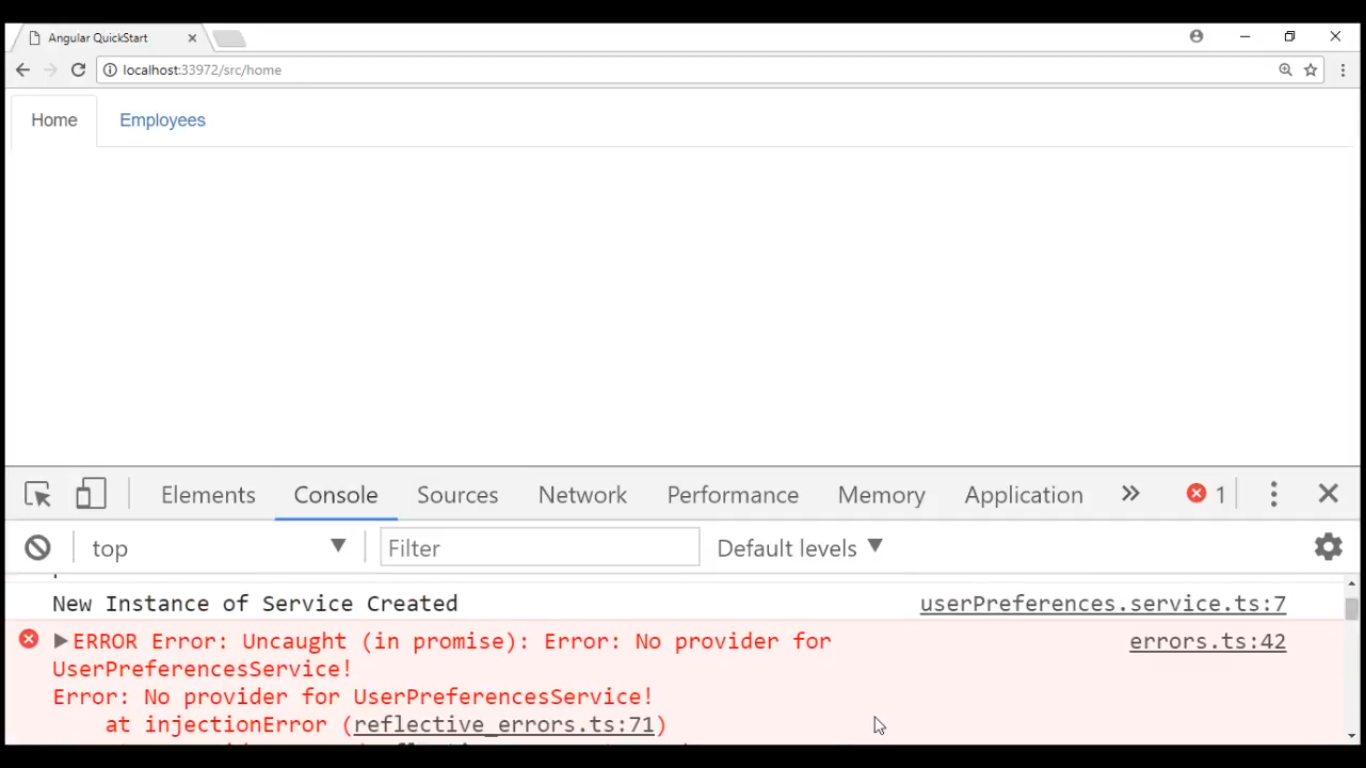 Angular QuickStart
localhost:33972/src/home
Home Employees
Elements Console Sources Network Performance Memory Application » 1
top Filter Default levels
New Instance of Service Created userPreferences.service.ts:7
ERROR Error: Uncaught (in promise): Error: No provider for errors.ts:42
UserPreferencesService!
Error: No provider for UserPreferencesService!
at injectionError (reflective_errors.ts:71)